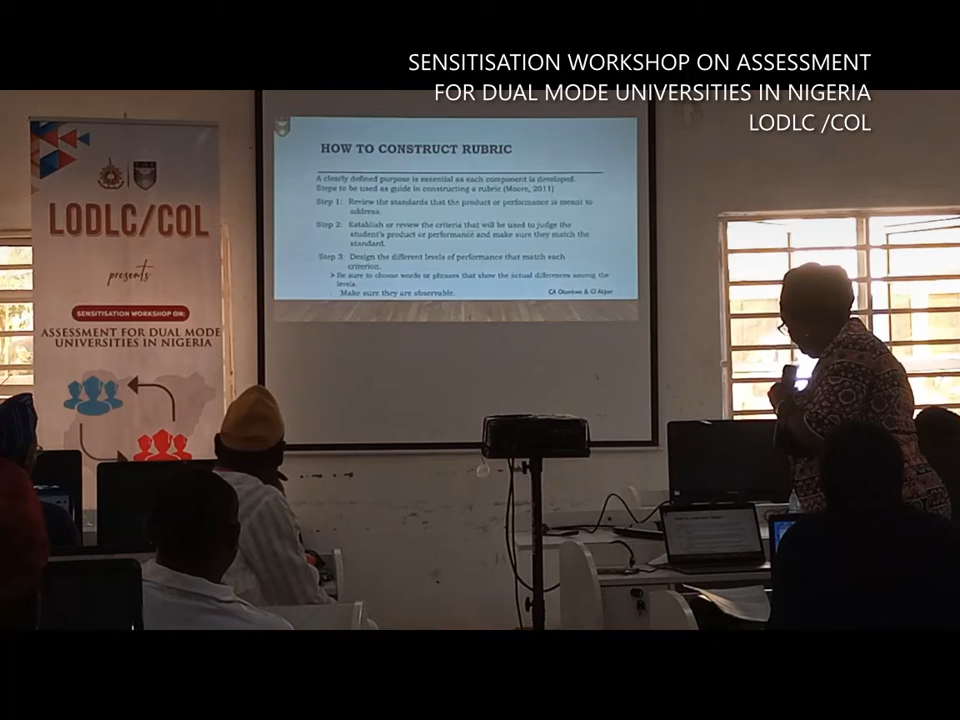 SENSITISATION WORKSHOP ON ASSESSMENT
FOR DUAL MODE UNIVERSITIES IN NIGERIA
LODLC /COL
LODLC/COL
presents
SENSITISATION WORKSHOP ON:
ASSESSMENT FOR DUAL MODE
UNIVERSITIES IN NIGERIA
HOW TO CONSTRUCT RUBRIC
A clearly defined purpose is essential as each component is developed.
Steps to be used as guide in constructing a rubric (Moore, 2011)
Step 1: Review the standards that the product or performance is meant to
address.
Step 2: Establish or review the criteria that will be used to judge the
student's product or performance and make sure they match the
standard.
Step 3: Design the different levels of performance that match each
criterion.
Be sure to choose words or phrases that show the actual differences among the
levels.
Make sure they are observable.